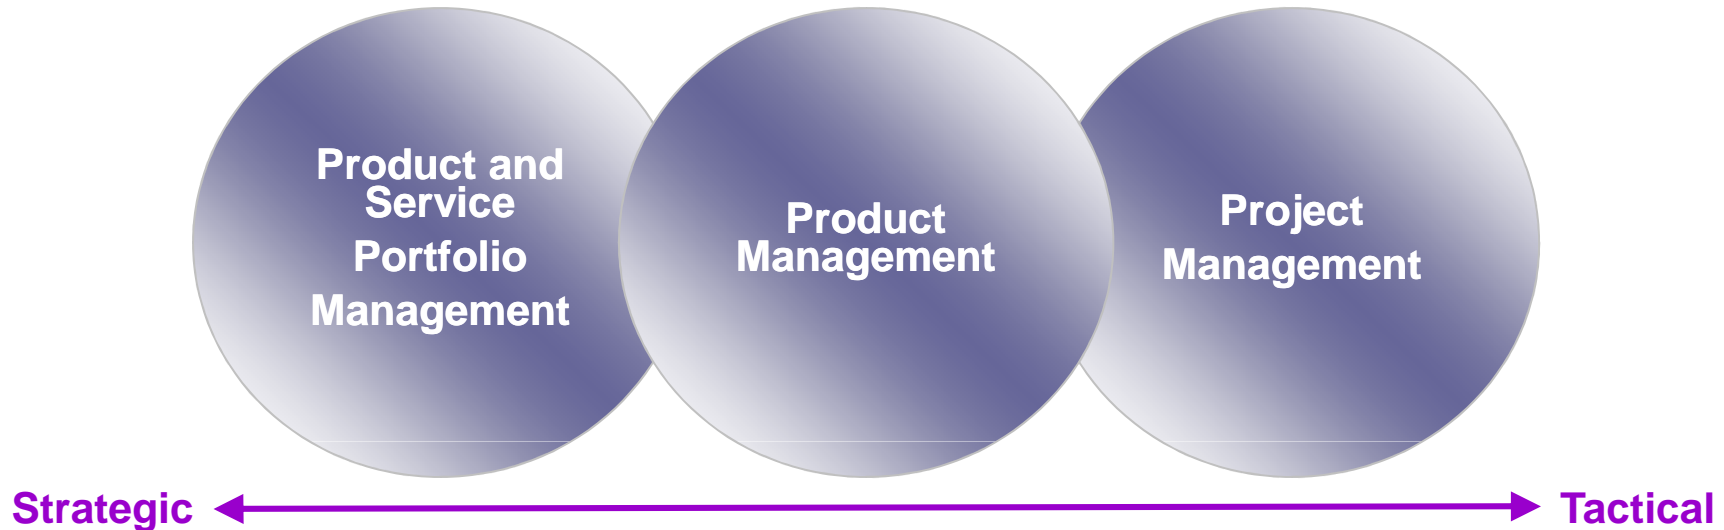 Product and
Service
Portfolio
Management
Product
Management
Project
Management
Strategic
Tactical